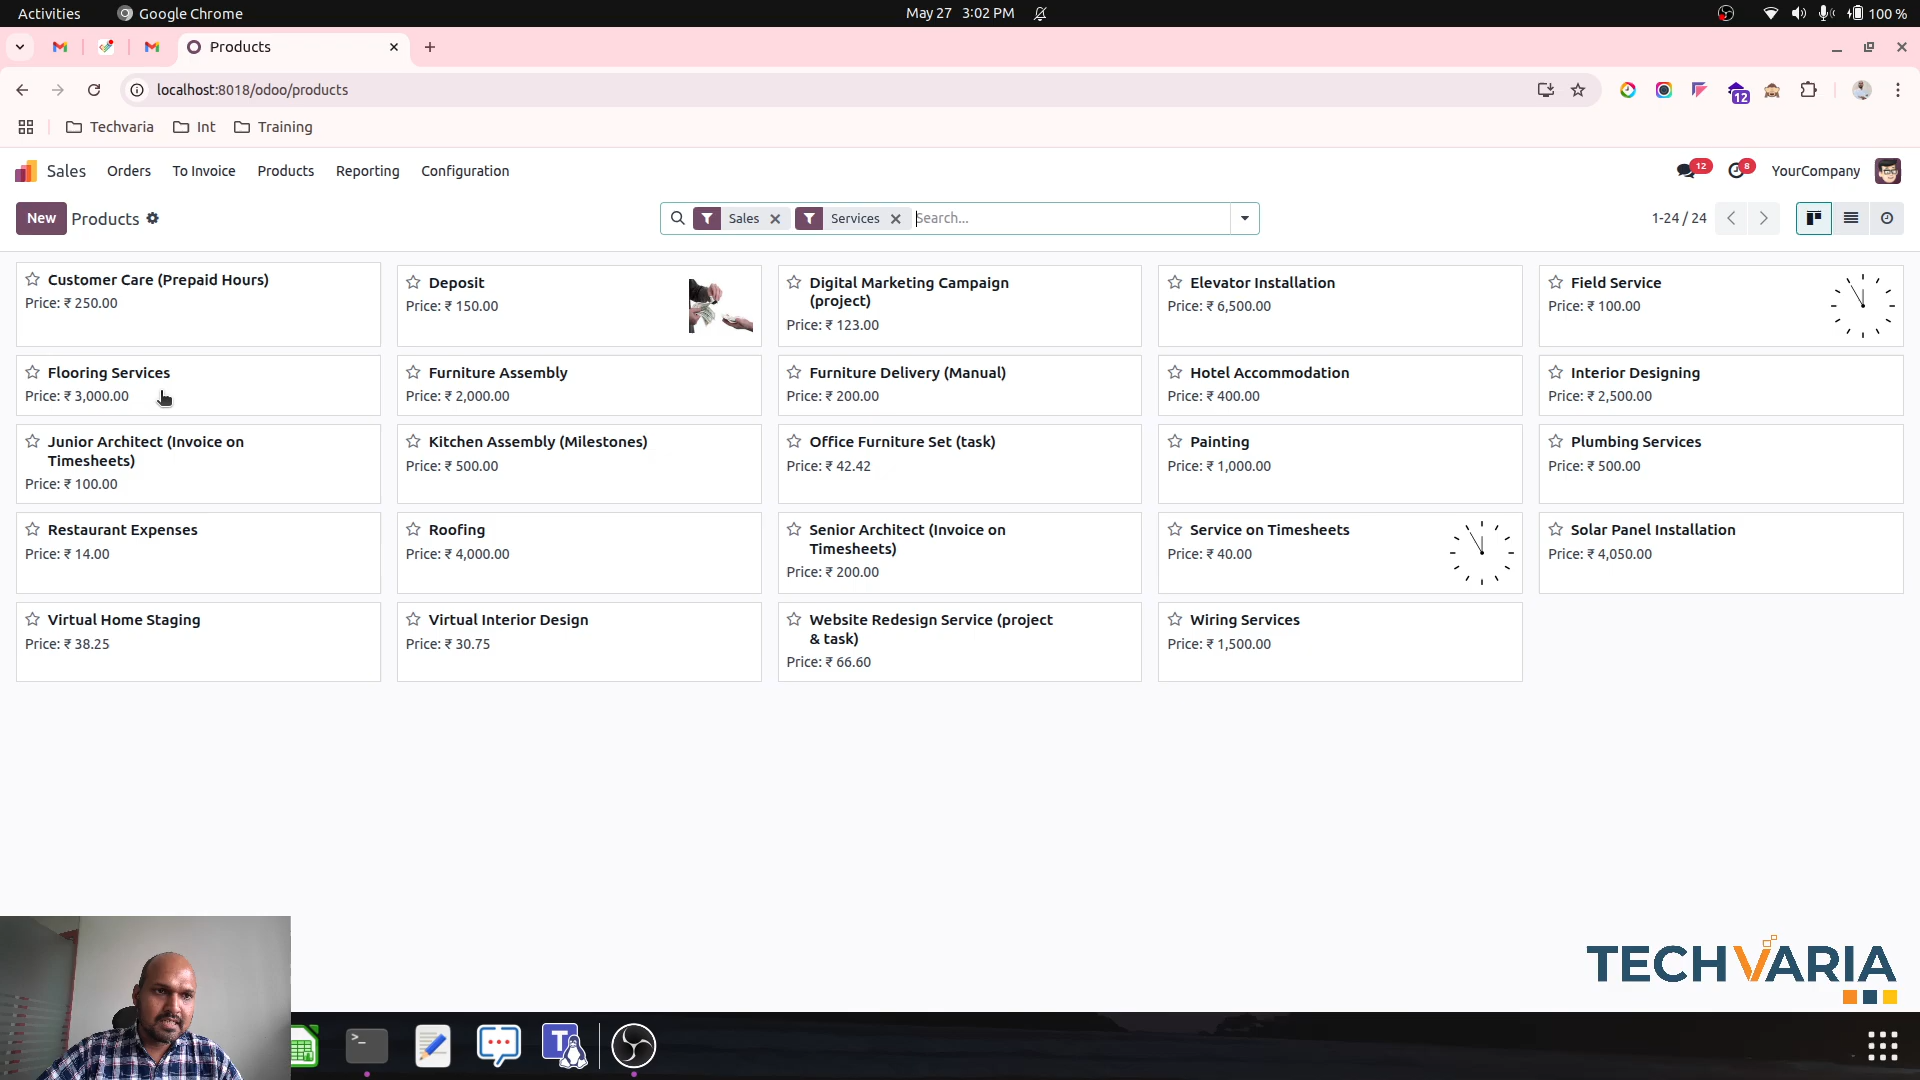 Activities Google Chrome May 27 3:02 PM 100 %
Products
localhost:8018/odoo/products 12
Techvaria Int Training
Sales Orders To Invoice Products Reporting Configuration 12 8 YourCompany
New Products Sales Services Search... 1-24 / 24
Customer Care (Prepaid Hours)
Price: ₹ 250.00
Deposit
Price: ₹ 150.00
Digital Marketing Campaign
(project)
Price: ₹ 123.00
Elevator Installation
Price: ₹ 6,500.00
Field Service
Price: ₹ 100.00
Flooring Services
Price: ₹ 3,000.00
Furniture Assembly
Price: ₹ 2,000.00
Furniture Delivery (Manual)
Price: ₹ 200.00
Hotel Accommodation
Price: ₹ 400.00
Interior Designing
Price: ₹ 2,500.00
Junior Architect (Invoice on
Timesheets)
Price: ₹ 100.00
Kitchen Assembly (Milestones)
Price: ₹ 500.00
Office Furniture Set (task)
Price: ₹ 42.42
Painting
Price: ₹ 1,000.00
Plumbing Services
Price: ₹ 500.00
Restaurant Expenses
Price: ₹ 14.00
Roofing
Price: ₹ 4,000.00
Senior Architect (Invoice on
Timesheets)
Price: ₹ 200.00
Service on Timesheets
Price: ₹ 40.00
Solar Panel Installation
Price: ₹ 4,050.00
Virtual Home Staging
Price: ₹ 38.25
Virtual Interior Design
Price: ₹ 30.75
Website Redesign Service (project
& task)
Price: ₹ 66.60
Wiring Services
Price: ₹ 1,500.00
TECHVARIA